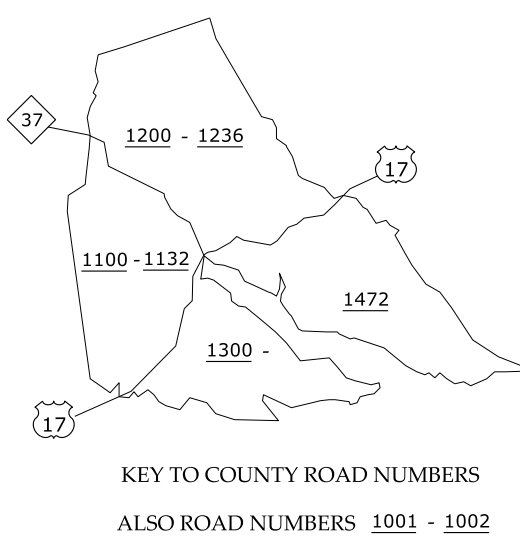 37
1200 - 1236
17
1100 - 1132
1472
1300 -
17
KEY TO COUNTY ROAD NUMBERS
ALSO ROAD NUMBERS 1001 - 1002